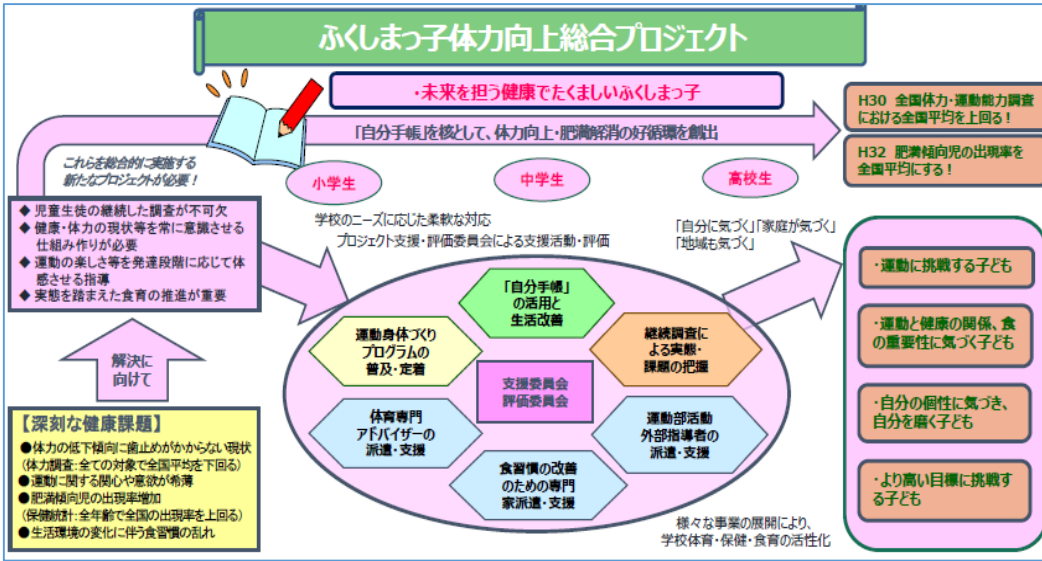 ふくしまっ子体力向上総合プロジェクト
・未来を担う健康でたくましいふくしまっ子
「自分手帳」を核として、体力向上・肥満解消の好循環を創出
H30 全国体力・運動能力調査
における全国平均を上回る！
H32 肥満傾向児の出現率を
全国平均にする！
これらを総合的に実施する
新たなプロジェクトが必要！
小学生
中学生
高校生
◆ 児童生徒の継続した調査が不可欠
◆ 健康・体力の現状等を常に意識させる
仕組み作りが必要
◆ 運動の楽しさ等を発達段階に応じて体
感させる指導
◆ 実態を踏まえた食育の推進が重要
学校のニーズに応じた柔軟な対応
プロジェクト支援・評価委員会による支援活動・評価
「自分に気づく」「家庭が気づく」
「地域も気づく」
「自分手帳」
の活用と
生活改善
運動身体づくり
プログラムの
普及・定着
継続調査に
よる実態・
課題の把握
支援委員会
評価委員会
体育専門
アドバイザーの
派遣・支援
運動部活動
外部指導者の
派遣・支援
食習慣の改善
のための専門
家派遣・支援
・運動に挑戦する子ども
・運動と健康の関係、食
の重要性に気づく子ども
・自分の個性に気づき、
自分を磨く子ども
・より高い目標に挑戦す
る子ども
解決に
向けて
【深刻な健康課題】
●体力の低下傾向に歯止めがかからない現状
(体力調査：全ての対象で全国平均を下回る)
●運動に関する関心や意欲が希薄
●肥満傾向児の出現率増加
(保健統計：全年齢で全国の出現率を上回る)
●生活環境の変化に伴う食習慣の乱れ
様々な事業の展開により、
学校体育・保健・食育の活性化